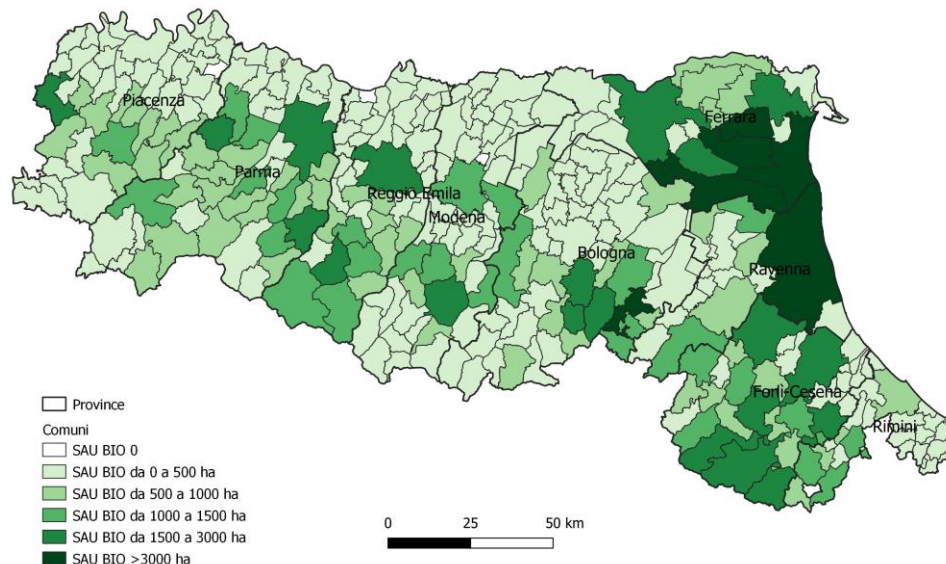 Piacenza
Parma
Reggio Emila
Modena
Ferrara
Bologna
Ravenna
Forlì-Cesena
Rimini
Province
Comuni
SAU BIO 0
SAU BIO da 0 a 500 ha
SAU BIO da 500 a 1000 ha
SAU BIO da 1000 a 1500 ha
SAU BIO da 1500 a 3000 ha
SAU BIO >3000 ha
0 25 50 km